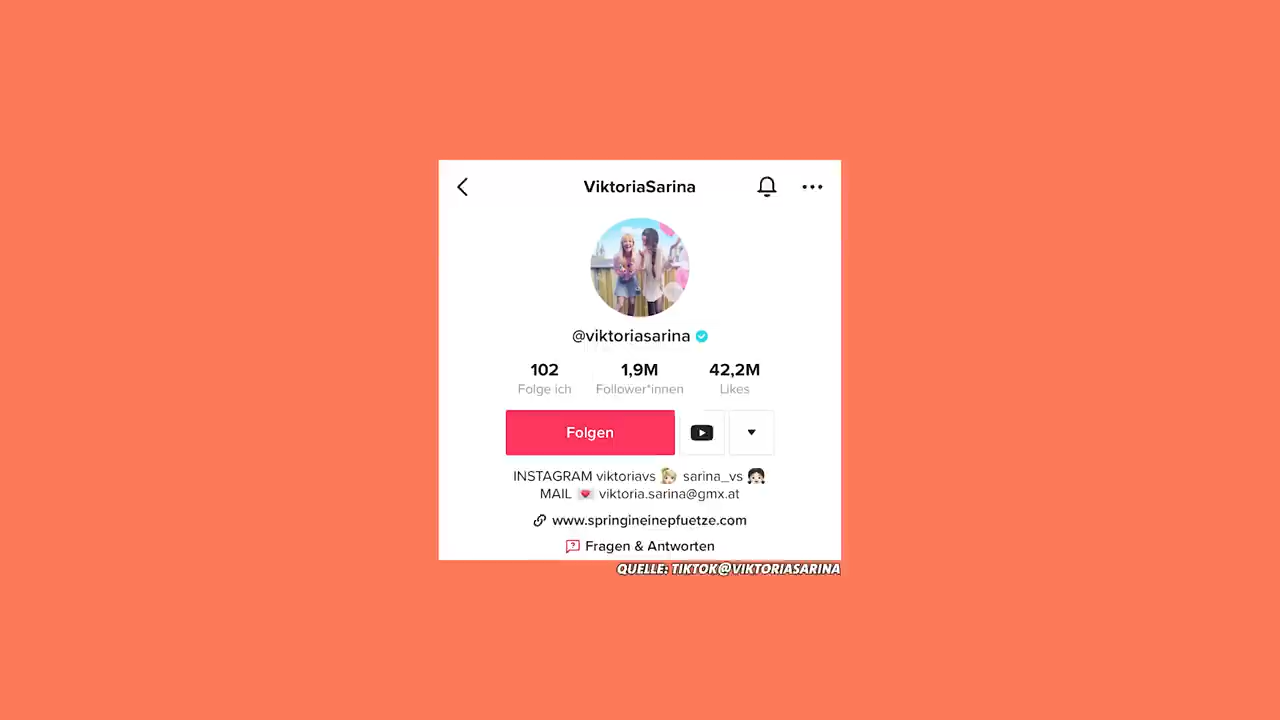 ViktoriaSarina
@viktoriasarina
102 1,9M 42,2M
Folge ich Follower*innen Likes
Folgen
INSTAGRAM viktoriavs sarina_vs
MAIL viktoria.sarina@gmx.at
www.springineinepfuetze.com
Fragen & Antworten
QUELLE: TIKTOK@VIKTORIASARINA